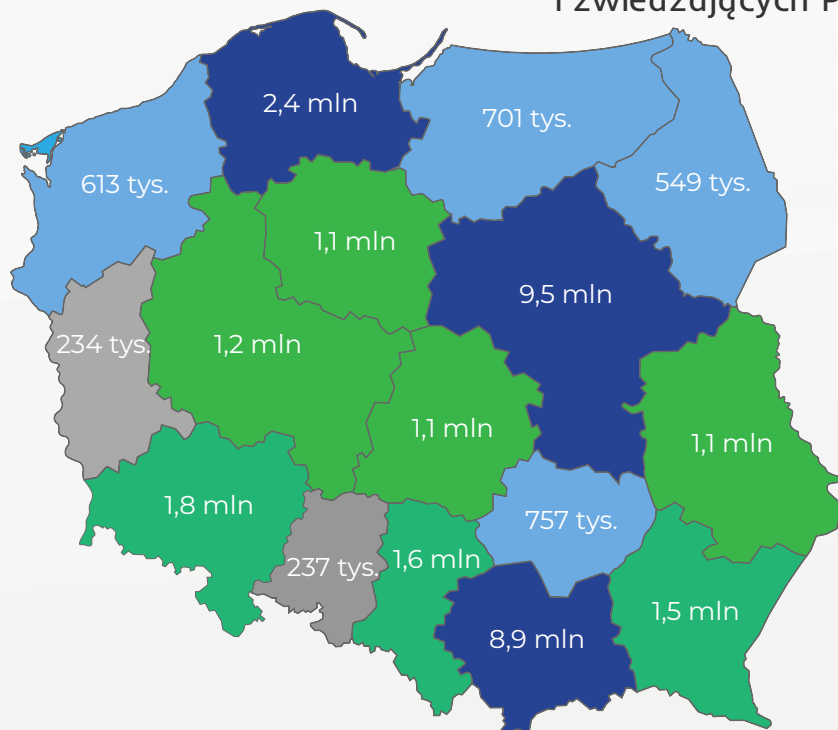 i zwiedzających P
2,4 mln
701 tys.
613 tys.
549 tys.
1,1 mln
9,5 mln
234 tys.
1,2 mln
1,1 mln
1,1 mln
1,8 mln
757 tys.
237 tys.
1,6 mln
1,5 mln
8,9 mln